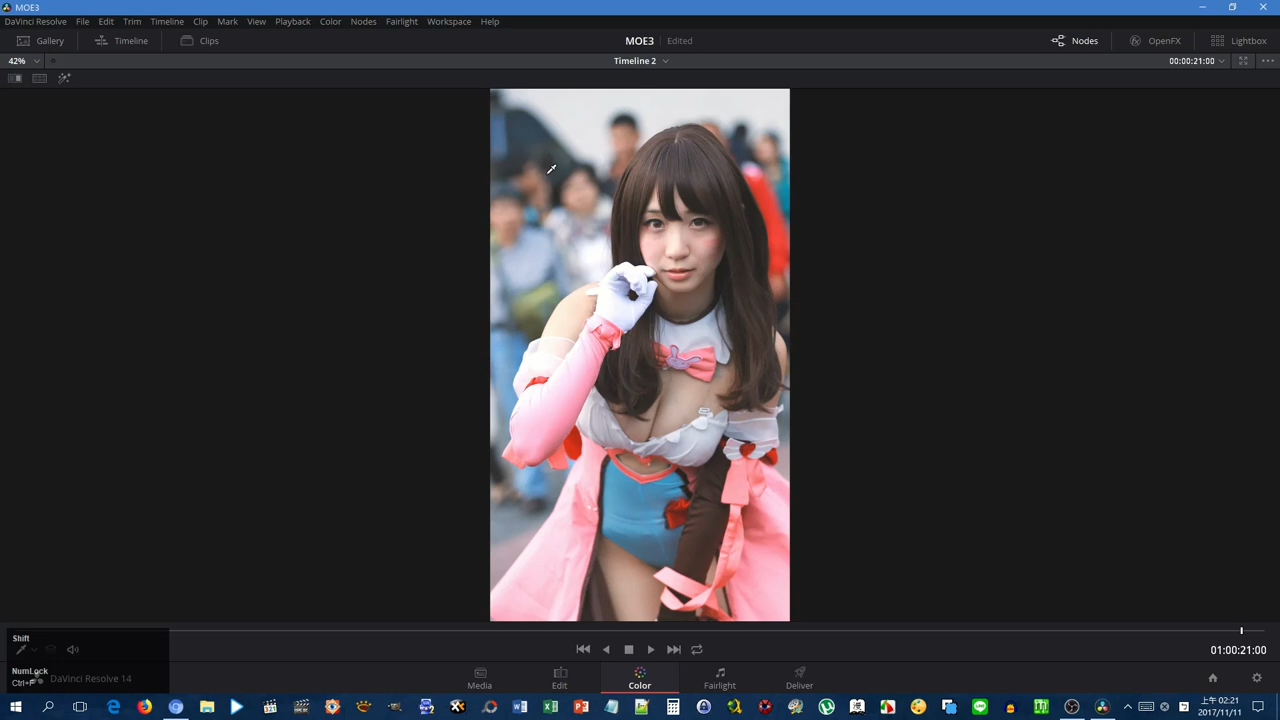 MOE3
DaVinci Resolve File Edit Trim Timeline Clip Mark View Playback Color Nodes Fairlight Workspace Help
Gallery Timeline Clips MOE3 Edited Nodes OpenFX Lightbox
42% Timeline 2 00:00:21:00
Shift
01:00:21:00
NumLock
Ctrl+F
DaVinci Resolve 14
Media Edit Color Fairlight Deliver
上午 02:21
2017/11/11